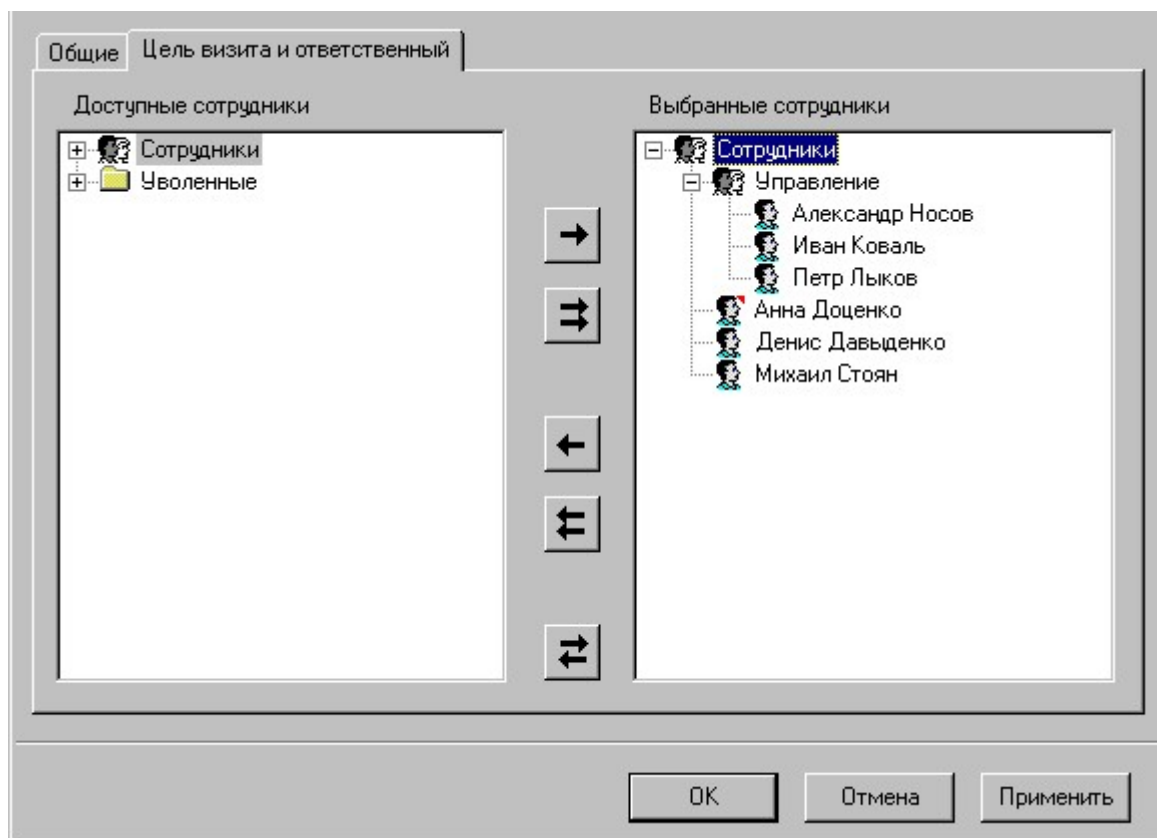 Общие
Цель визита и ответственный
Доступные сотрудники
Сотрудники
Уволенные
Выбранные сотрудники
Сотрудники
Управление
Александр Носов
Иван Коваль
Петр Лыков
Анна Доценко
Денис Давыденко
Михаил Стоян
OK
Отмена
Применить